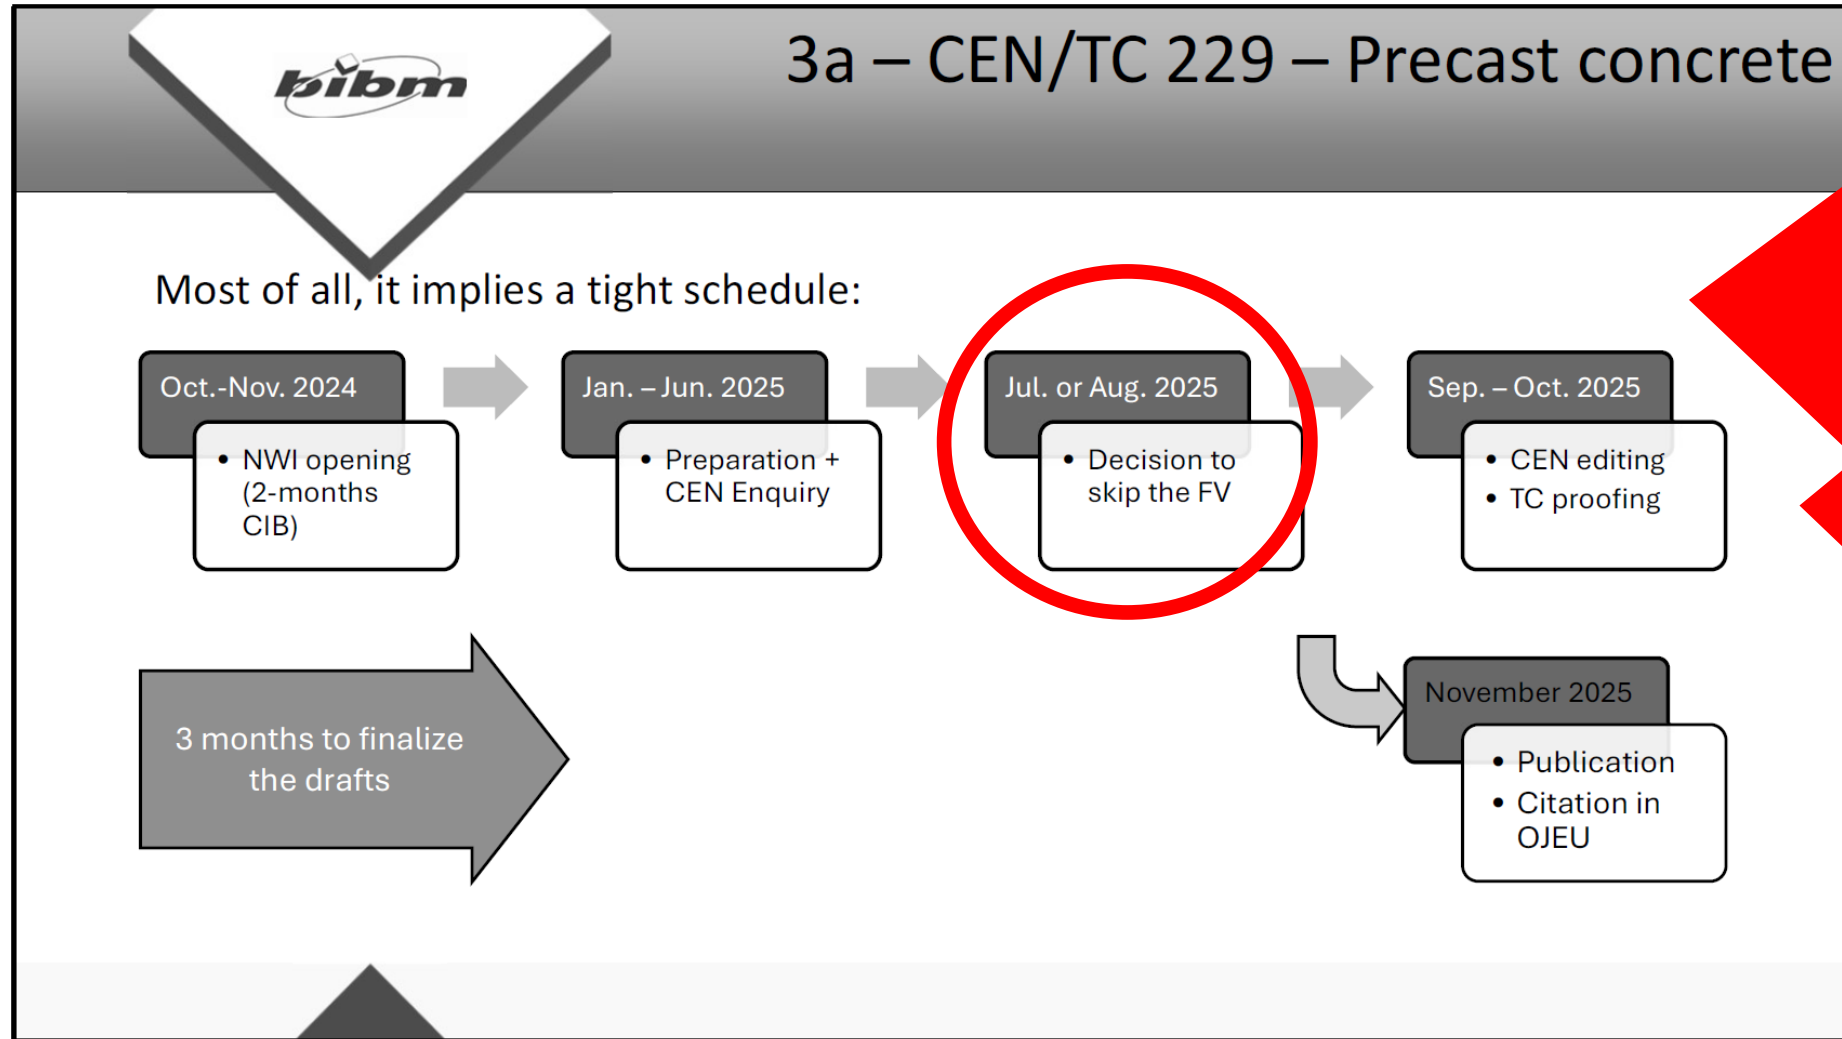 bibm
3a – CEN/TC 229 – Precast concrete
Most of all, it implies a tight schedule:
Oct.-Nov. 2024
• NWI opening
(2-months
CIB)
Jan. – Jun. 2025
• Preparation +
CEN Enquiry
Jul. or Aug. 2025
• Decision to
skip the FV
Sep. – Oct. 2025
• CEN editing
• TC proofing
3 months to finalize
the drafts
November 2025
• Publication
• Citation in
OJEU